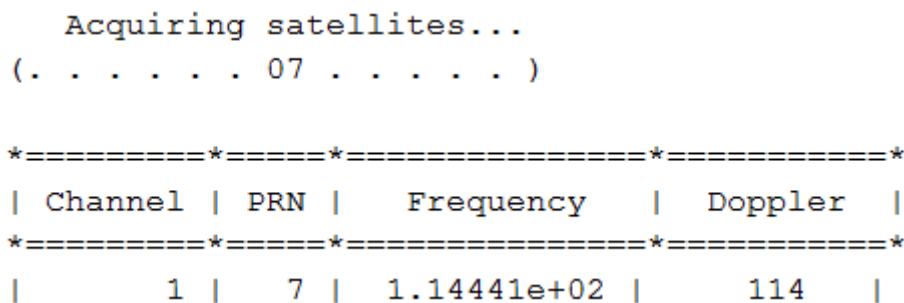 Acquiring satellites...
(. . . . . . 07 . . . . . )
*=========*=====*===============*===========*
| Channel | PRN |   Frequency   |  Doppler  |
*=========*=====*===============*===========*
|       1 |   7 |  1.14441e+02 |     114   |